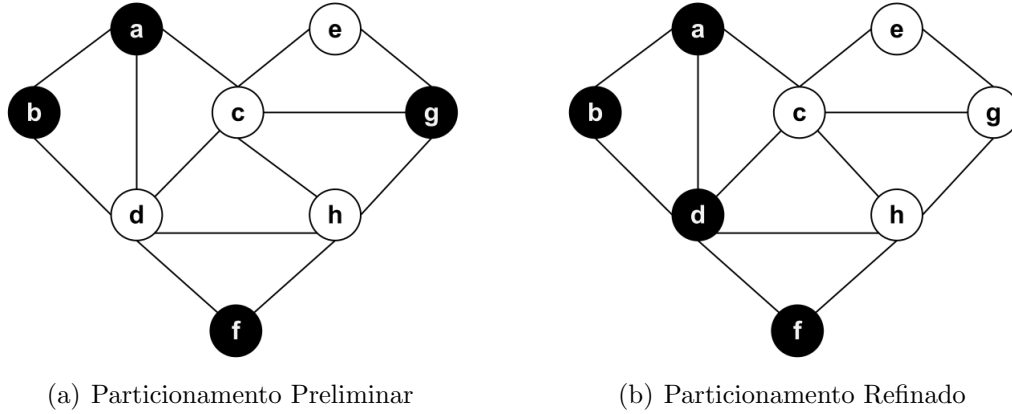 a e a e
b c g b c g
d h d h
f f
(a) Particionamento Preliminar (b) Particionamento Refinado